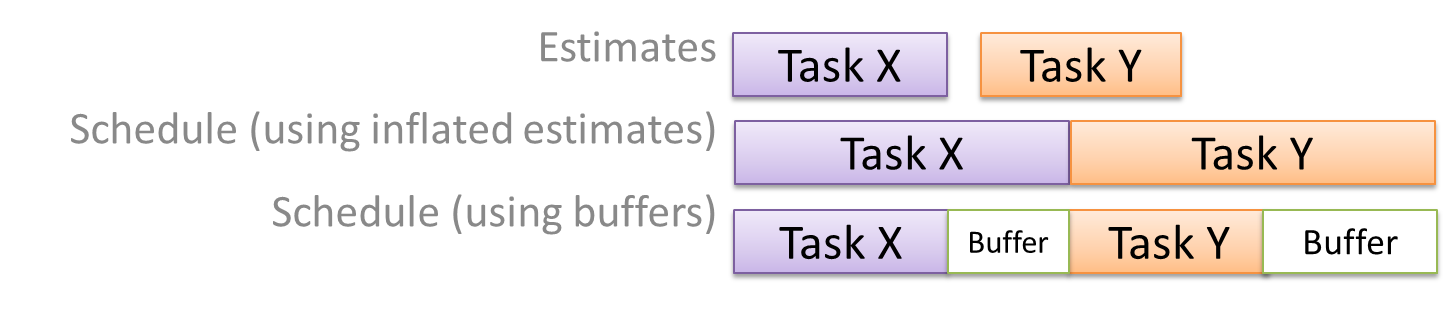 Estimates Task X Task Y
Schedule (using inflated estimates) Task X Task Y
Schedule (using buffers) Task X Buffer Task Y Buffer